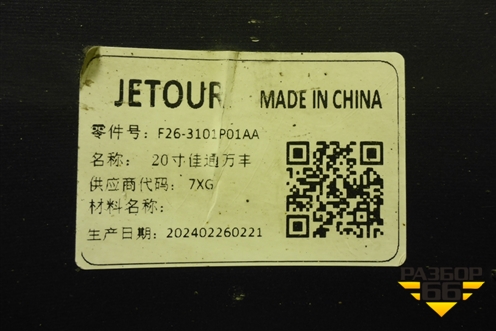 JETOUR MADE IN CHINA
零件号: F26-3101P01AA
名称: 20寸佳通万丰
供应商代码: 7XG
材料名称:
生产日期: 202402260221
РАЗБОР
66